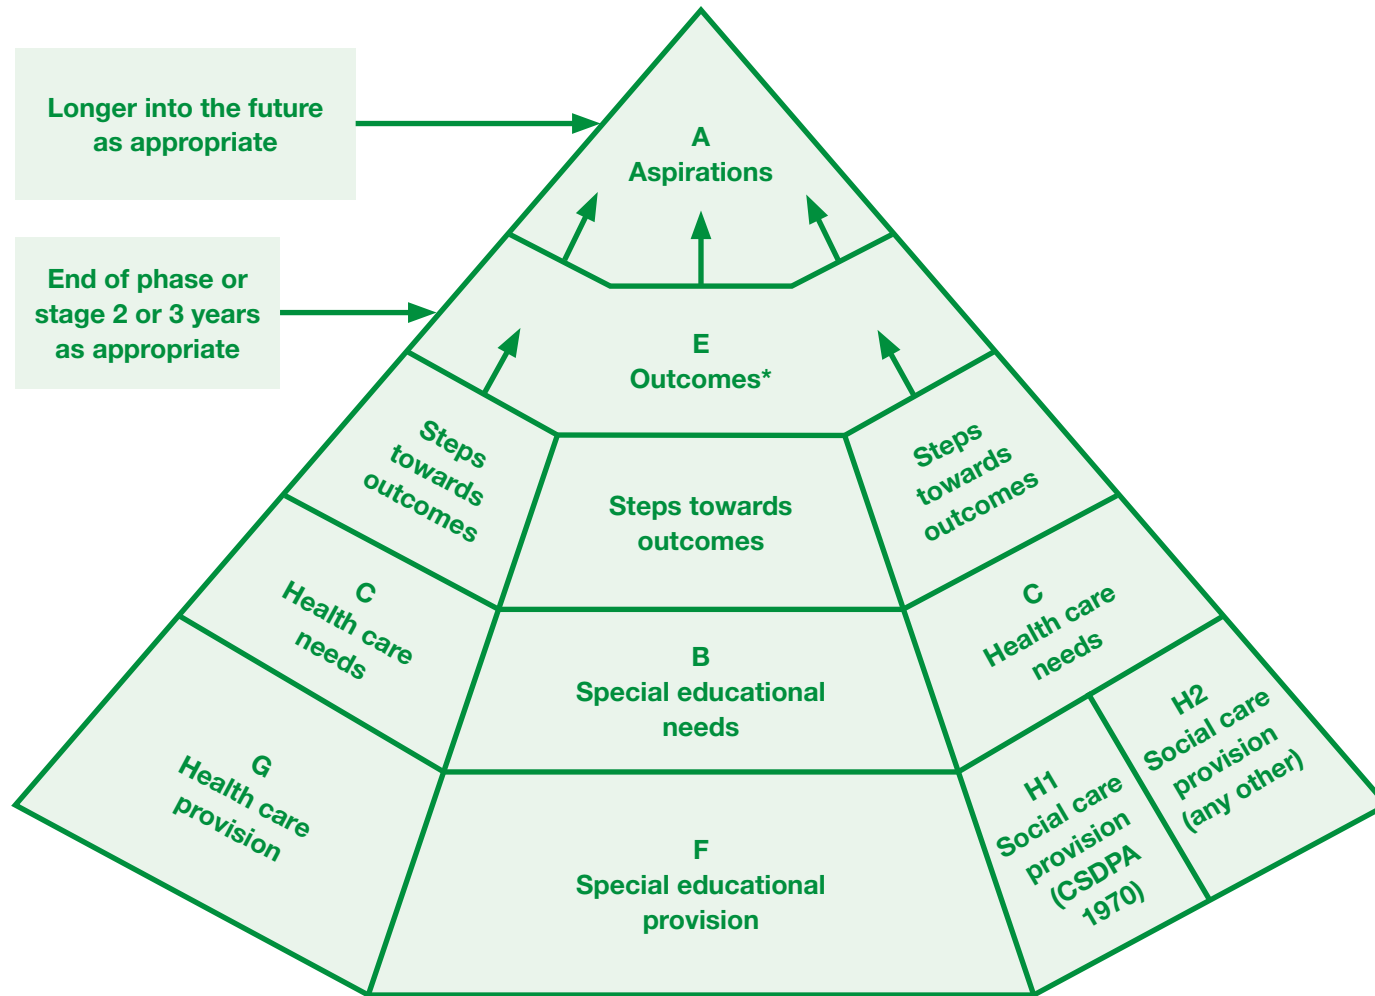 Longer into the future
as appropriate
A
Aspirations
End of phase or
stage 2 or 3 years
as appropriate
E
Outcomes*
Steps
towards
outcomes
Steps towards
outcomes
Steps
towards
outcomes
C
Health care
needs
B
Special educational
needs
C
Health care
needs
G
Health care
provision
F
Special educational
provision
H1
Social care
provision
(CSDPA
1970)
H2
Social care
provision
(any other)